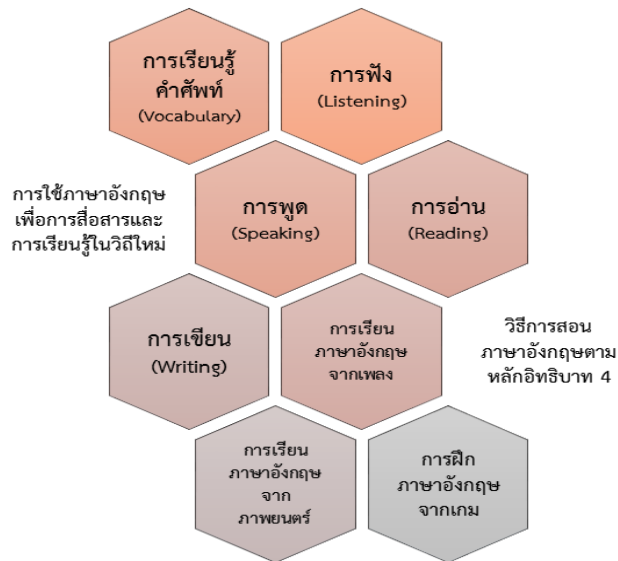 การเรียนรู้
คำศัพท์
(Vocabulary)
การฟัง
(Listening)
การใช้ภาษาอังกฤษ
เพื่อการสื่อสารและ
การเรียนรู้ในวิถีใหม่
การพูด
(Speaking)
การอ่าน
(Reading)
การเขียน
(Writing)
การเรียน
ภาษาอังกฤษ
จากเพลง
วิธีการสอน
ภาษาอังกฤษตาม
หลักอิทธิบาท 4
การเรียน
ภาษาอังกฤษ
จาก
ภาพยนตร์
การฝึก
ภาษาอังกฤษ
จากเกม